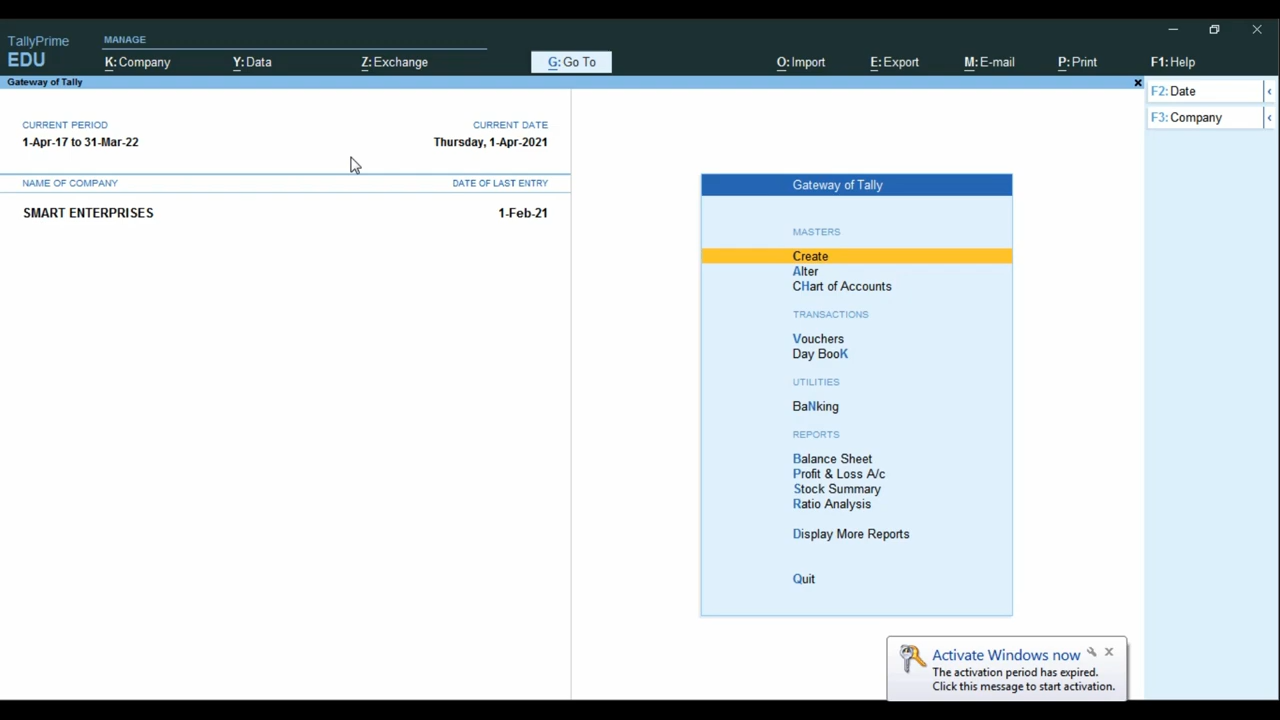 TallyPrime
EDU
MANAGE
K: Company
Y: Data
Z: Exchange
G: Go To
O: Import
E: Export
M: E-mail
P: Print
F1: Help
Gateway of Tally
F2: Date
F3: Company
CURRENT PERIOD
CURRENT DATE
1-Apr-17 to 31-Mar-22
Thursday, 1-Apr-2021
NAME OF COMPANY
DATE OF LAST ENTRY
SMART ENTERPRISES
1-Feb-21
Gateway of Tally
MASTERS
Create
Alter
CHart of Accounts
TRANSACTIONS
Vouchers
Day BooK
UTILITIES
BaNking
REPORTS
Balance Sheet
Profit & Loss A/c
Stock Summary
Ratio Analysis
Display More Reports
Quit
Activate Windows now
The activation period has expired.
Click this message to start activation.